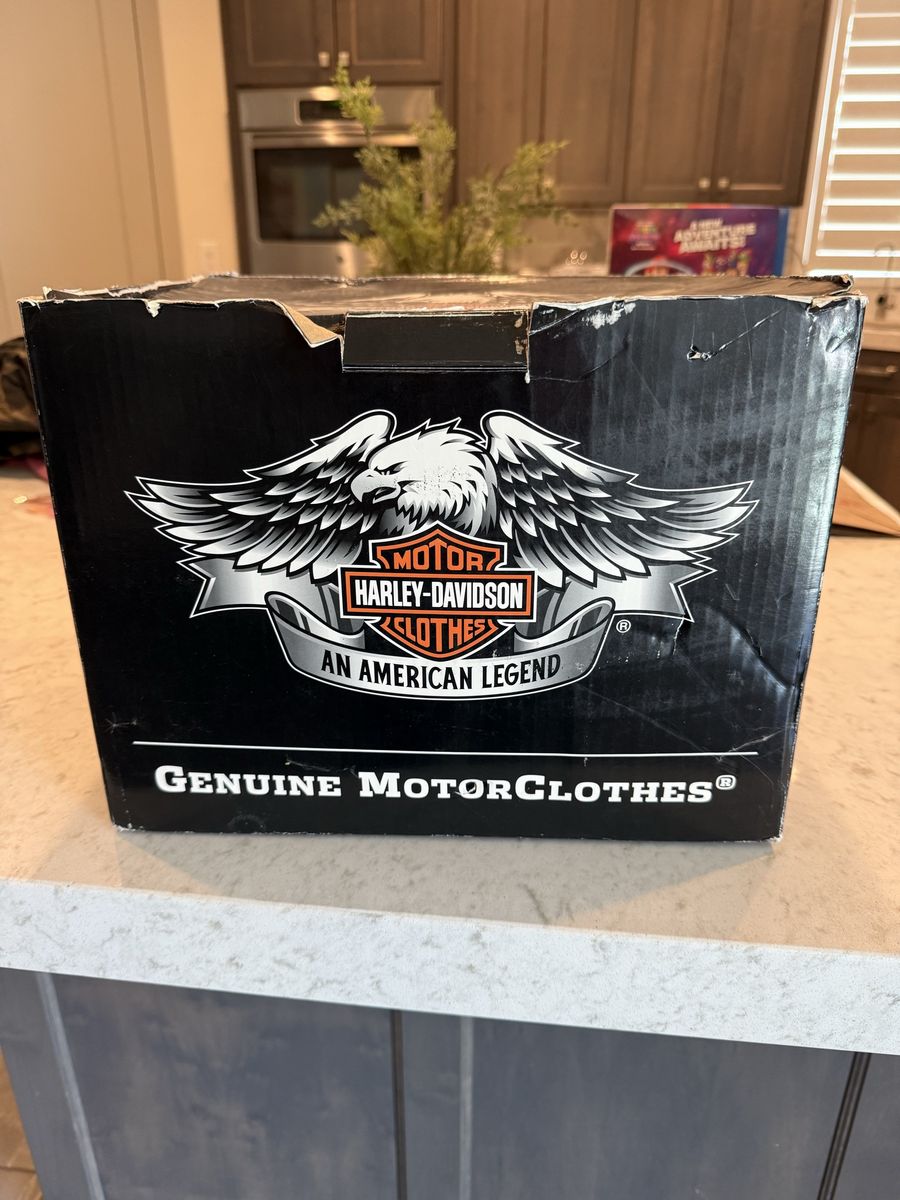 A NEW
ADVENTURE
AWAITS!
MOTOR
HARLEY-DAVIDSON
CLOTHES
®
AN AMERICAN LEGEND
GENUINE MOTORCLOTHES®